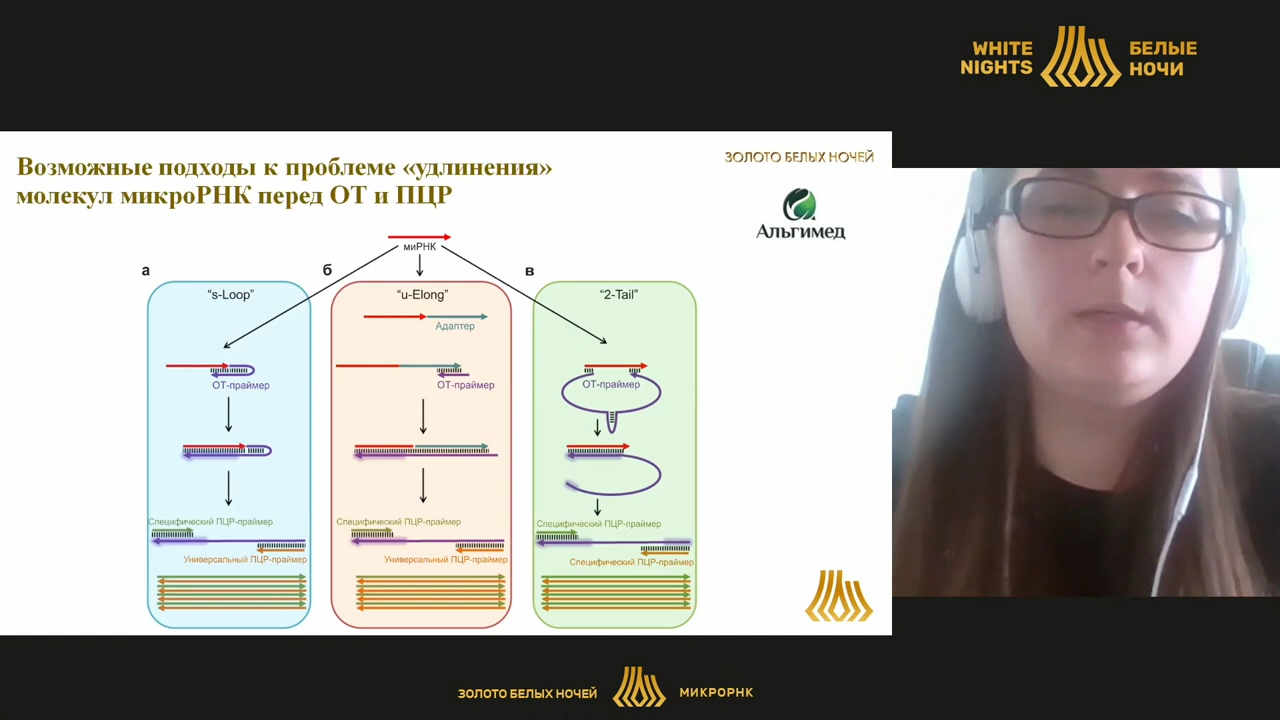 WHITE NIGHTS
БЕЛЫЕ НОЧИ
Возможные подходы к проблеме «удлинения»
молекул микроРНК перед ОТ и ПЦР
ЗОЛОТО БЕЛЫХ НОЧЕЙ
Альгимед
миРНК
а
б
в
“s-Loop”
“u-Elong”
“2-Tail”
Адаптер
ОТ-праймер
ОТ-праймер
ОТ-праймер
Специфический ПЦР-праймер
Специфический ПЦР-праймер
Специфический ПЦР-праймер
Универсальный ПЦР-праймер
Универсальный ПЦР-праймер
Специфический ПЦР-праймер
ЗОЛОТО БЕЛЫХ НОЧЕЙ
МИКРОРНК